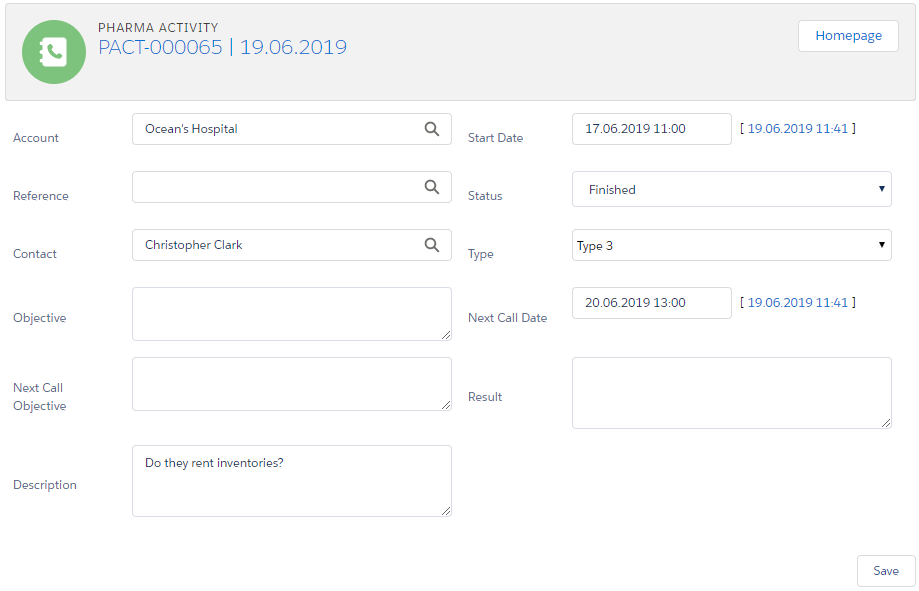 PHARMA ACTIVITY
PACT-000065 | 19.06.2019
Homepage
Account
Ocean's Hospital
Start Date
17.06.2019 11:00
[ 19.06.2019 11:41 ]
Reference
Status
Finished
Contact
Christopher Clark
Type
Type 3
Objective
Next Call Date
20.06.2019 13:00
[ 19.06.2019 11:41 ]
Next Call
Objective
Result
Description
Do they rent inventories?
Save